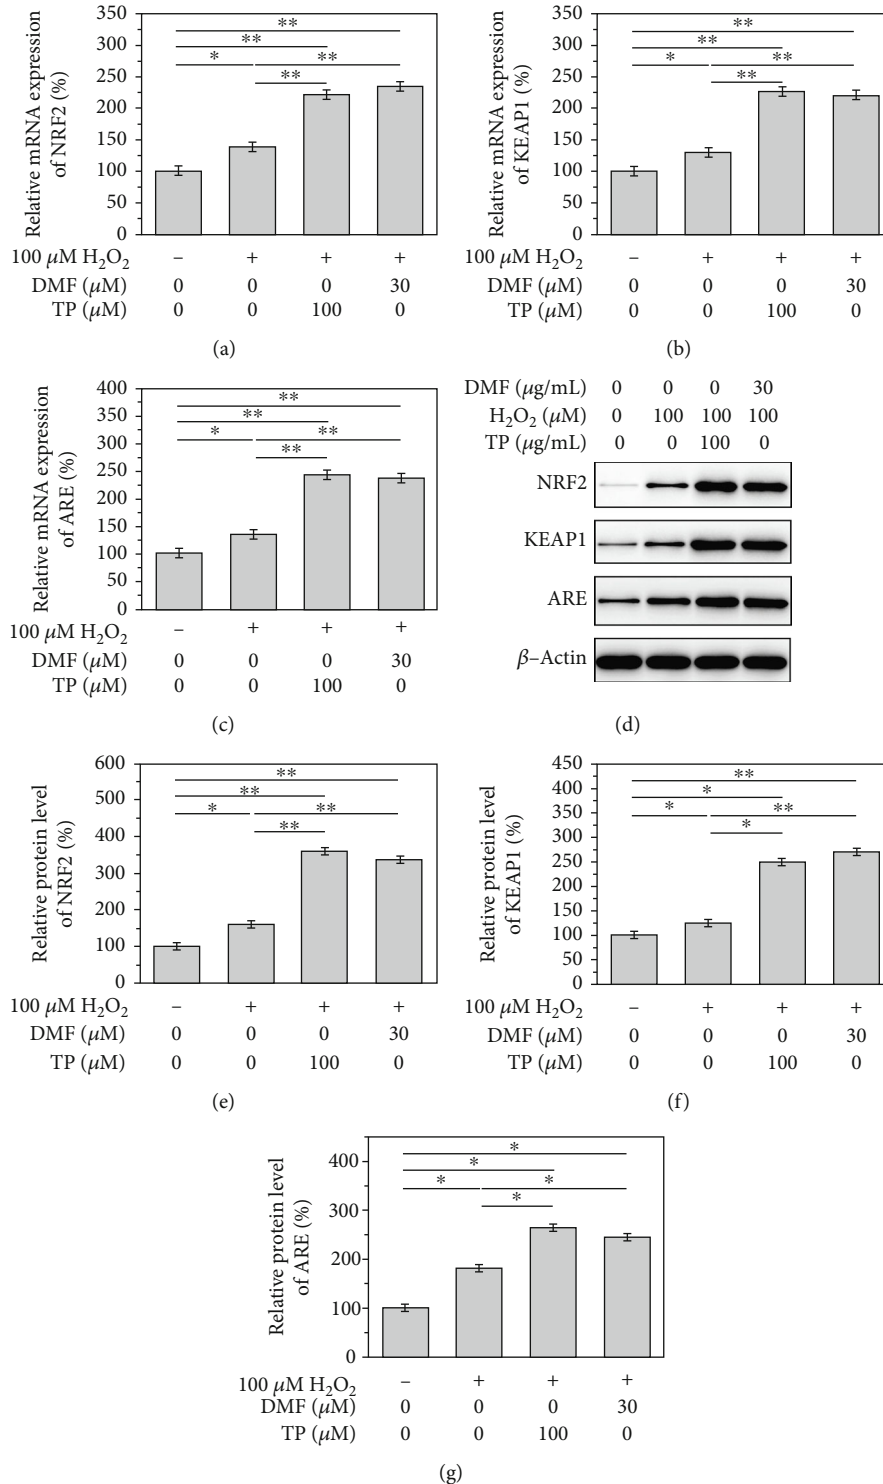 350
300
250
200
150
100
50
0
Relative mRNA expression
of NRF2 (%)
**
**
* **
**
100 μM H₂O₂ – + + +
DMF (μM) 0 0 0 30
TP (μM) 0 0 100 0
(a)
350
300
250
200
150
100
50
0
Relative mRNA expression
of KEAP1 (%)
**
**
* **
**
100 μM H₂O₂ – + + +
DMF (μM) 0 0 0 30
TP (μM) 0 0 100 0
(b)
400
350
300
250
200
150
100
50
0
Relative mRNA expression
of ARE (%)
**
**
* **
**
100 μM H₂O₂ – + + +
DMF (μM) 0 0 0 30
TP (μM) 0 0 100 0
(c)
DMF (μg/mL) 0 0 0 30
H₂O₂ (μM) 0 100 100 100
TP (μg/mL) 0 0 100 0
NRF2
KEAP1
ARE
β–Actin
(d)
600
500
400
300
200
100
0
Relative protein level
of NRF2 (%)
**
**
* **
**
100 μM H₂O₂ – + + +
DMF (μM) 0 0 0 30
TP (μM) 0 0 100 0
(e)
450
400
350
300
250
200
150
100
50
0
Relative protein level
of KEAP1 (%)
**
*
* **
*
100 μM H₂O₂ – + + +
DMF (μM) 0 0 0 30
TP (μM) 0 0 100 0
(f)
400
300
200
100
0
Relative protein level
of ARE (%)
*
*
* *
*
100 μM H₂O₂ – + + +
DMF (μM) 0 0 0 30
TP (μM) 0 0 100 0
(g)